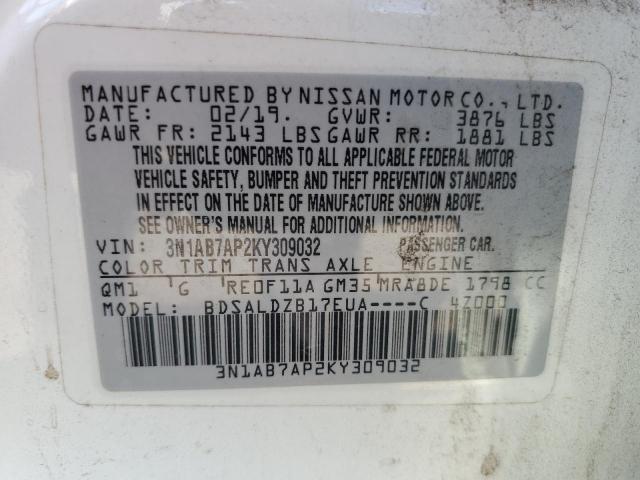 MANUFACTURED BY NISSAN MOTOR CO., LTD.
DATE: 02/19. GVWR: 3876 LBS
GAWR FR: 2143 LBS GAWR RR: 1881 LBS
THIS VEHICLE CONFORMS TO ALL APPLICABLE FEDERAL MOTOR
VEHICLE SAFETY, BUMPER AND THEFT PREVENTION STANDARDS
IN EFFECT ON THE DATE OF MANUFACTURE SHOWN ABOVE.
SEE OWNER'S MANUAL FOR ADDITIONAL INFORMATION.
VIN: 3N1AB7AP2KY309032 PASSENGER CAR.
COLOR TRIM TRANS AXLE ENGINE
QM1 G RE0F11A GM35 MRA8DE 1798 CC
MODEL: BDSALDZB17EUA----C 4Z000
3N1AB7AP2KY309032